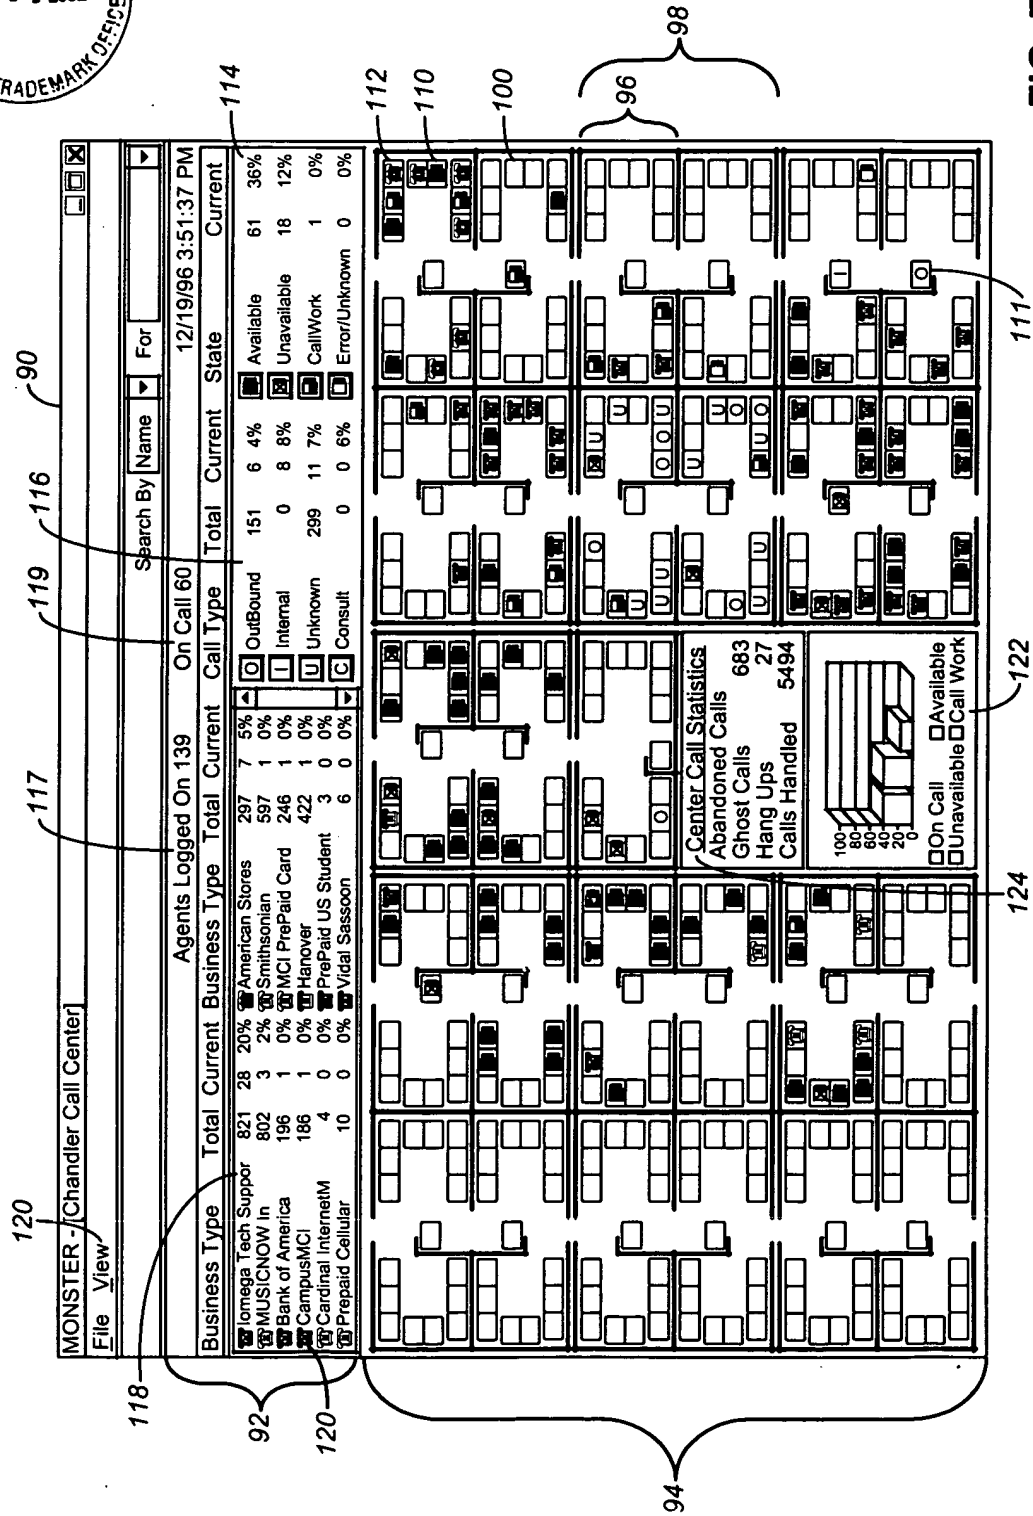 TRADEMARK OFFICE
90
MONSTER - [Chandler Call Center]
120
File View
Search By Name For
117
119
116
114
Agents Logged On 139 On Call 60 12/19/96 3:51:37 PM
Business Type Total Current Business Type Total Current Call Type Total Current State Current
Iomega Tech Suppor 821 28 20% American Stores 297 7 5% O OutBound 151 6 4% Available 61 36%
MUSICNOW In 802 3 2% Smithsonian 597 1 0% I Internal 0 8 8% Unavailable 18 12%
Bank of America 196 1 0% MCI PrePaid Card 246 1 0% U Unknown 299 11 7% CallWork 1 0%
CampusMCI 186 1 0% Hanover 422 1 0% C Consult 0 0 6% Error/Unknown 0 0%
Cardinal InternetM 4 0 0% PrePaid US Student 3 0 0%
Prepaid Cellular 10 0 0% Vidal Sassoon 6 0 0%
118
92
120
112
110
100
96
98
94
111
Center Call Statistics
Abandoned Calls 683
Ghost Calls 27
Hang Ups 5494
Calls Handled
100
80
60
40
20
0
On Call Available
Unavailable Call Work
124
122